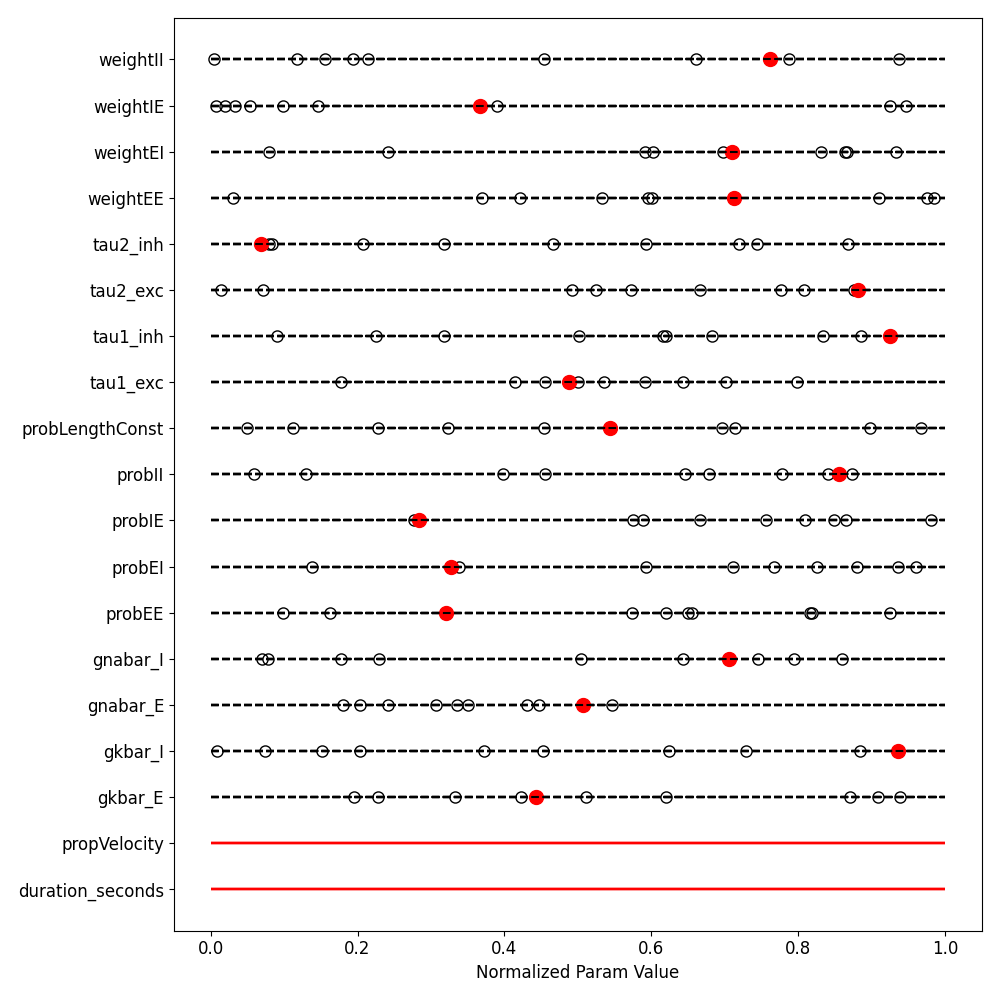 weightII
weightIE
weightEI
weightEE
tau2_inh
tau2_exc
tau1_inh
tau1_exc
probLengthConst
probII
probIE
probEI
probEE
gnabar_I
gnabar_E
gkbar_I
gkbar_E
propVelocity
duration_seconds
0.0 0.2 0.4 0.6 0.8 1.0
Normalized Param Value